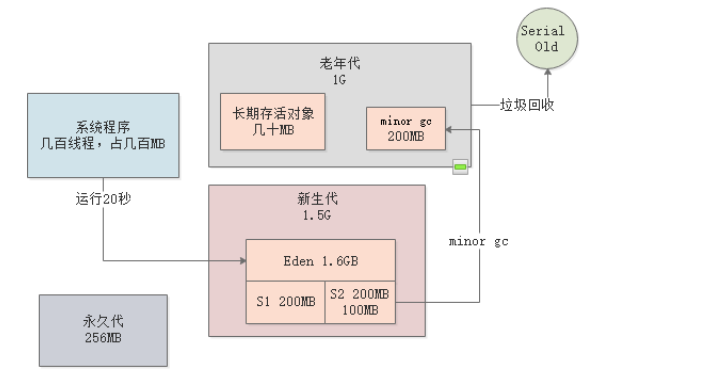 Serial
Old
老年代
1G
垃圾回收
长期存活对象
几十MB
minor gc
200MB
系统程序
几百线程，占几百MB
运行20秒
新生代
1.5G
minor gc
Eden 1.6GB
S1 200MB
S2 200MB
100MB
永久代
256MB